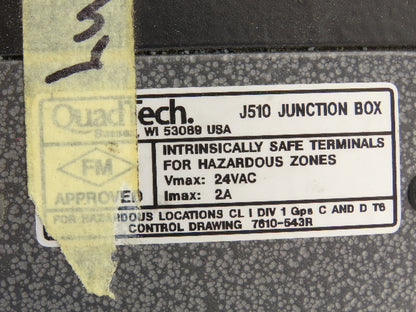 QuadTech. J510 JUNCTION BOX
WI 53089 USA
FM
APPROVED
INTRINSICALLY SAFE TERMINALS
FOR HAZARDOUS ZONES
Vmax: 24VAC
Imax: 2A
FOR HAZARDOUS LOCATIONS CL I DIV 1 Gps C AND D T6
CONTROL DRAWING 7610-543R